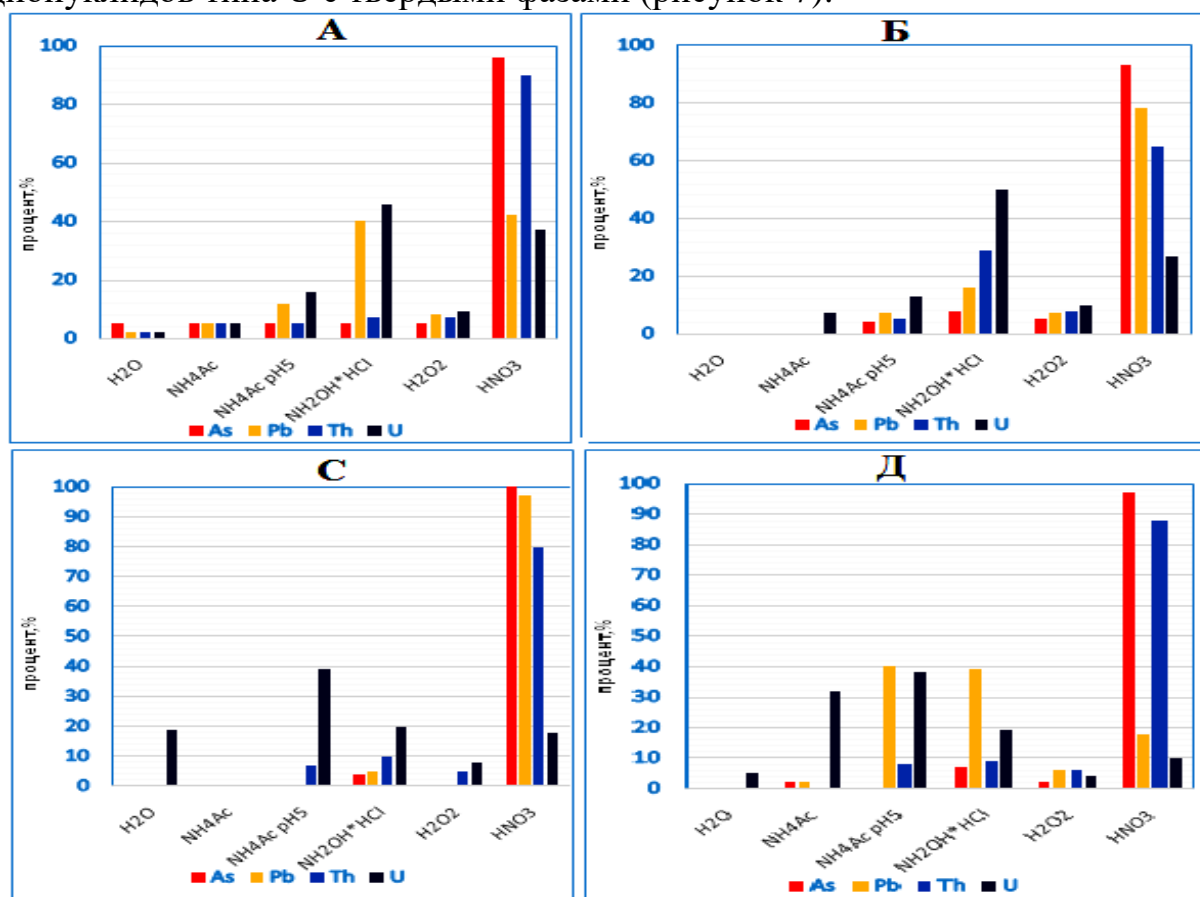 с твердыми фазами (рисунок 7).
А
100
80
60
40
20
0
процент,%
H2O
NH4Ac
NH4Ac pH5
NH2OH*HCl
H2O2
HNO3
As Pb Th U
Б
100
80
60
40
20
0
процент,%
H2O
NH4Ac
NH4Ac pH5
NH2OH*HCl
H2O2
HNO3
As Pb Th U
С
100
90
80
70
60
50
40
30
20
10
0
процент,%
H2O
NH4Ac
NH4Ac pH5
NH2OH*HCl
H2O2
HNO3
As Pb Th U
Д
100
90
80
70
60
50
40
30
20
10
0
процент,%
H2O
NH4Ac
NH4Ac pH5
NH2OH*HCl
H2O2
HNO3
As Pb Th U